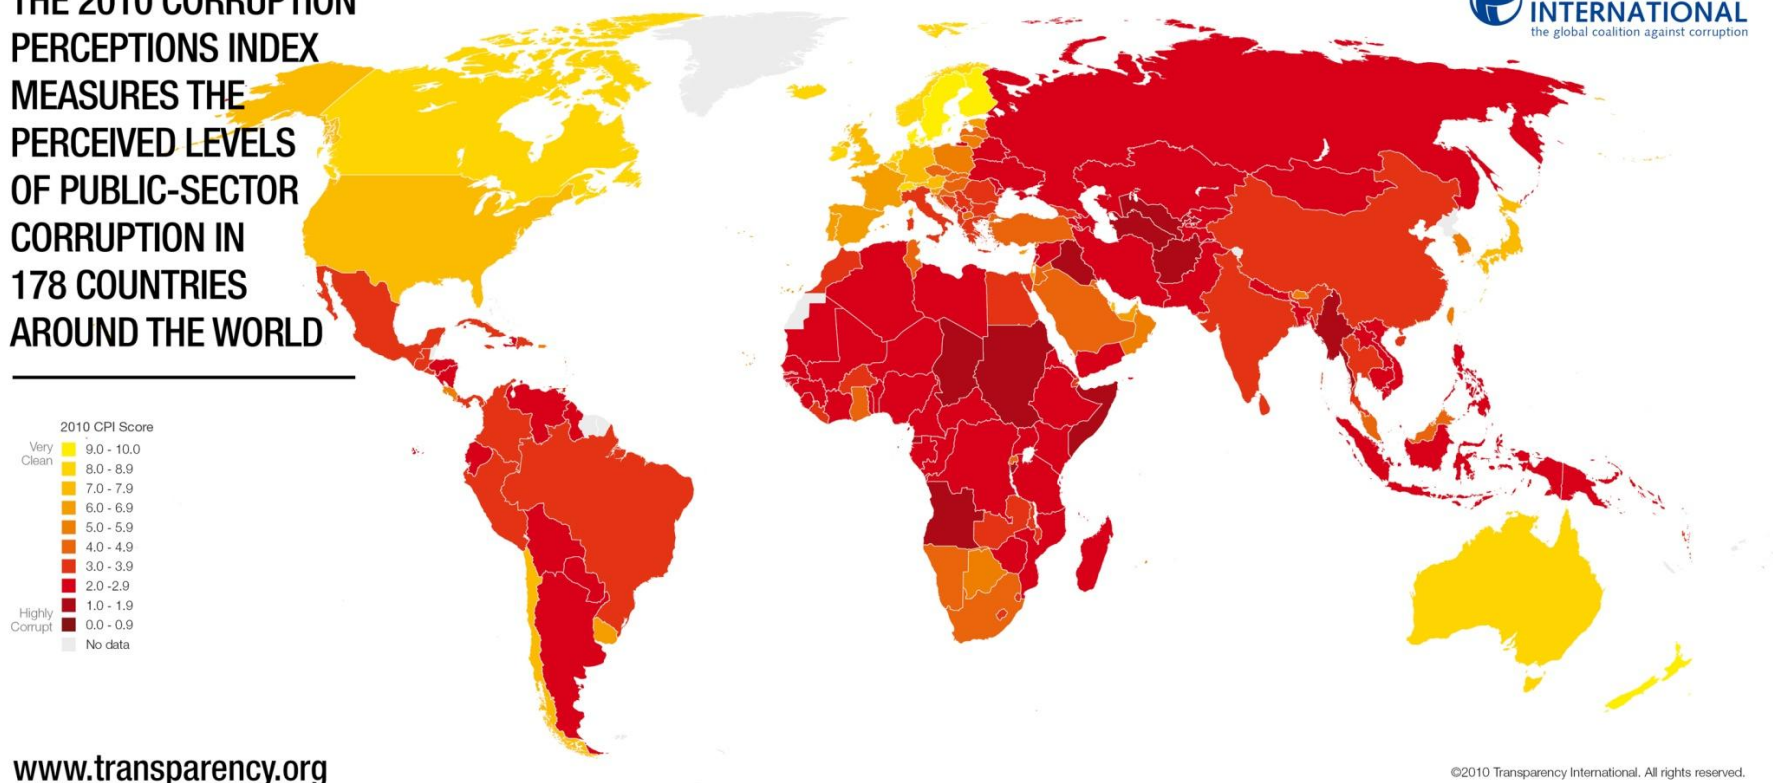 THE 2010 CORRUPTION
PERCEPTIONS INDEX
MEASURES THE
PERCEIVED LEVELS
OF PUBLIC-SECTOR
CORRUPTION IN
178 COUNTRIES
AROUND THE WORLD
INTERNATIONAL
the global coalition against corruption
2010 CPI Score
Very
Clean
9.0 - 10.0
8.0 - 8.9
7.0 - 7.9
6.0 - 6.9
5.0 - 5.9
4.0 - 4.9
3.0 - 3.9
2.0 -2.9
1.0 - 1.9
Highly
Corrupt
0.0 - 0.9
No data
www.transparency.org
©2010 Transparency International. All rights reserved.